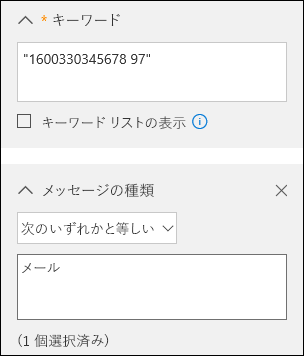 * キーワード
"1600330345678 97"
キーワード リストの表示
メッセージの種類
次のいずれかと等しい
メール
(1 個選択済み)